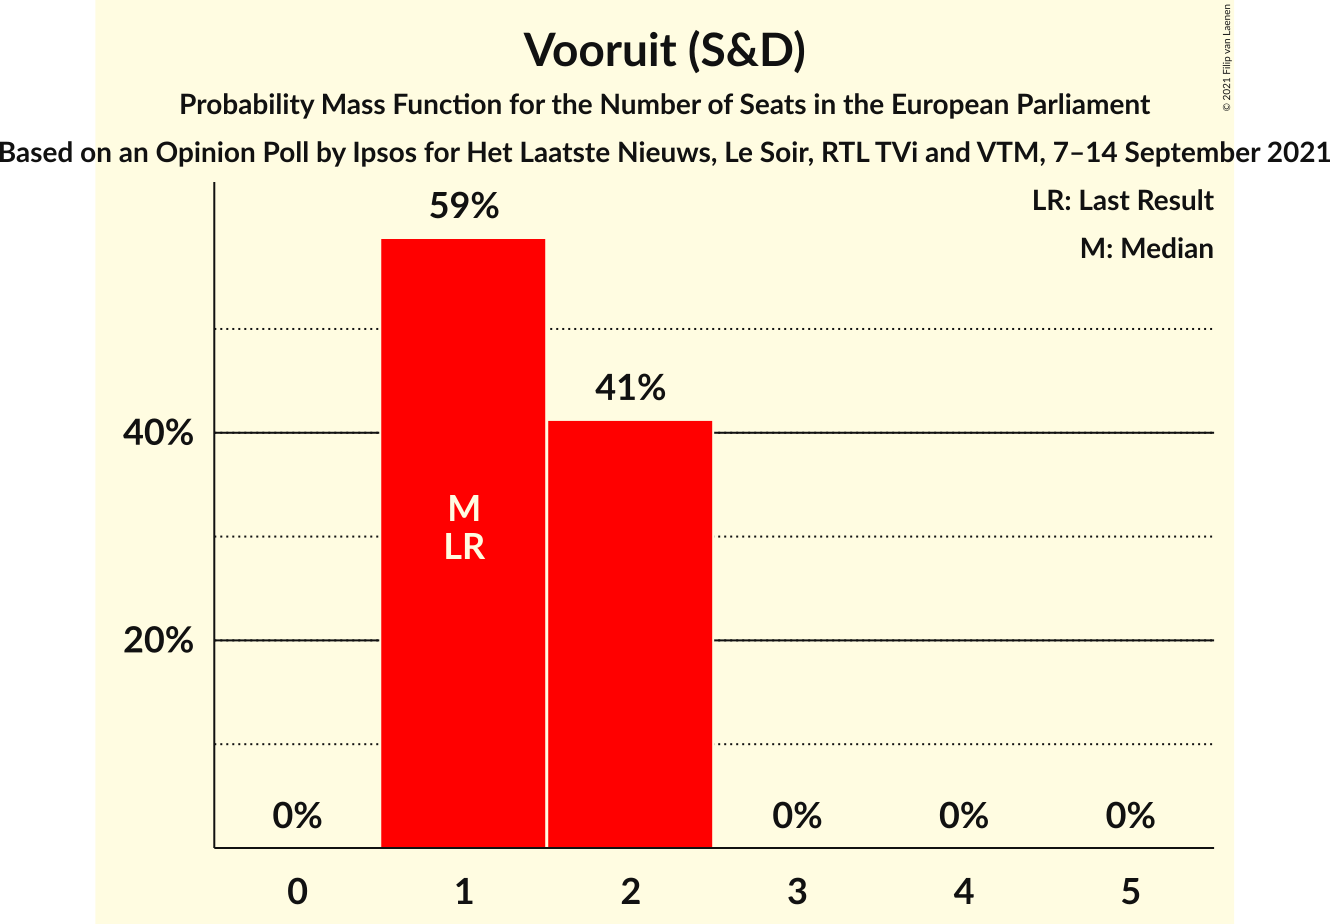 Vooruit (S&D)
Probability Mass Function for the Number of Seats in the European Parliament
Based on an Opinion Poll by Ipsos for Het Laatste Nieuws, Le Soir, RTL TVi and VTM, 7–14 September 2021
© 2021 Filip van Laenen
LR: Last Result
M: Median
59%
41%
40%
20%
M
LR
0%
0%
0%
0%
0
1
2
3
4
5